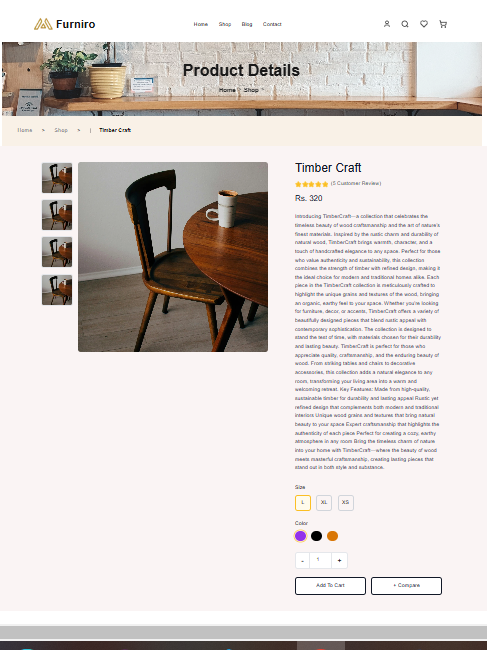 Furniro
Home Shop Blog Contact
Product Details
Home Shop
Home > Shop > | Timber Craft
Timber Craft
(5 Customer Review)
Rs. 320
Introducing TimberCraft—a collection that celebrates the
timeless beauty of wood craftsmanship and the art of nature's
finest materials. Inspired by the rustic charm and durability of
natural wood, TimberCraft brings warmth, character, and a
touch of handcrafted elegance to any space. Perfect for those
who value authenticity and sustainability, this collection
combines the strength of timber with refined design, making it
the ideal choice for modern and traditional homes alike. Each
piece in the TimberCraft collection is meticulously crafted to
highlight the unique grains and textures of the wood, bringing
an organic, earthy feel to your space. Whether you're looking
for furniture, decor, or accents, TimberCraft offers a variety of
beautifully designed pieces that blend rustic appeal with
contemporary sophistication. The collection is designed to
stand the test of time, with materials chosen for their durability
and lasting beauty. TimberCraft is perfect for those who
appreciate quality, craftsmanship, and the enduring beauty of
wood. From striking tables and chairs to decorative
accessories, this collection adds a natural elegance to any
room, transforming your living area into a warm and
welcoming retreat. Key Features: Made from high-quality,
sustainable timber for durability and lasting appeal Rustic yet
refined design that complements both modern and traditional
interiors Unique wood grains and textures that bring natural
beauty to your space Expert craftsmanship that highlights the
authenticity of each piece Perfect for creating a cozy, earthy
atmosphere in any room Bring the timeless charm of nature
into your home with TimberCraft—where the beauty of wood
meets masterful craftsmanship, creating lasting pieces that
stand out in both style and substance.
Size
L XL XS
Color
- 1 +
Add To Cart + Compare